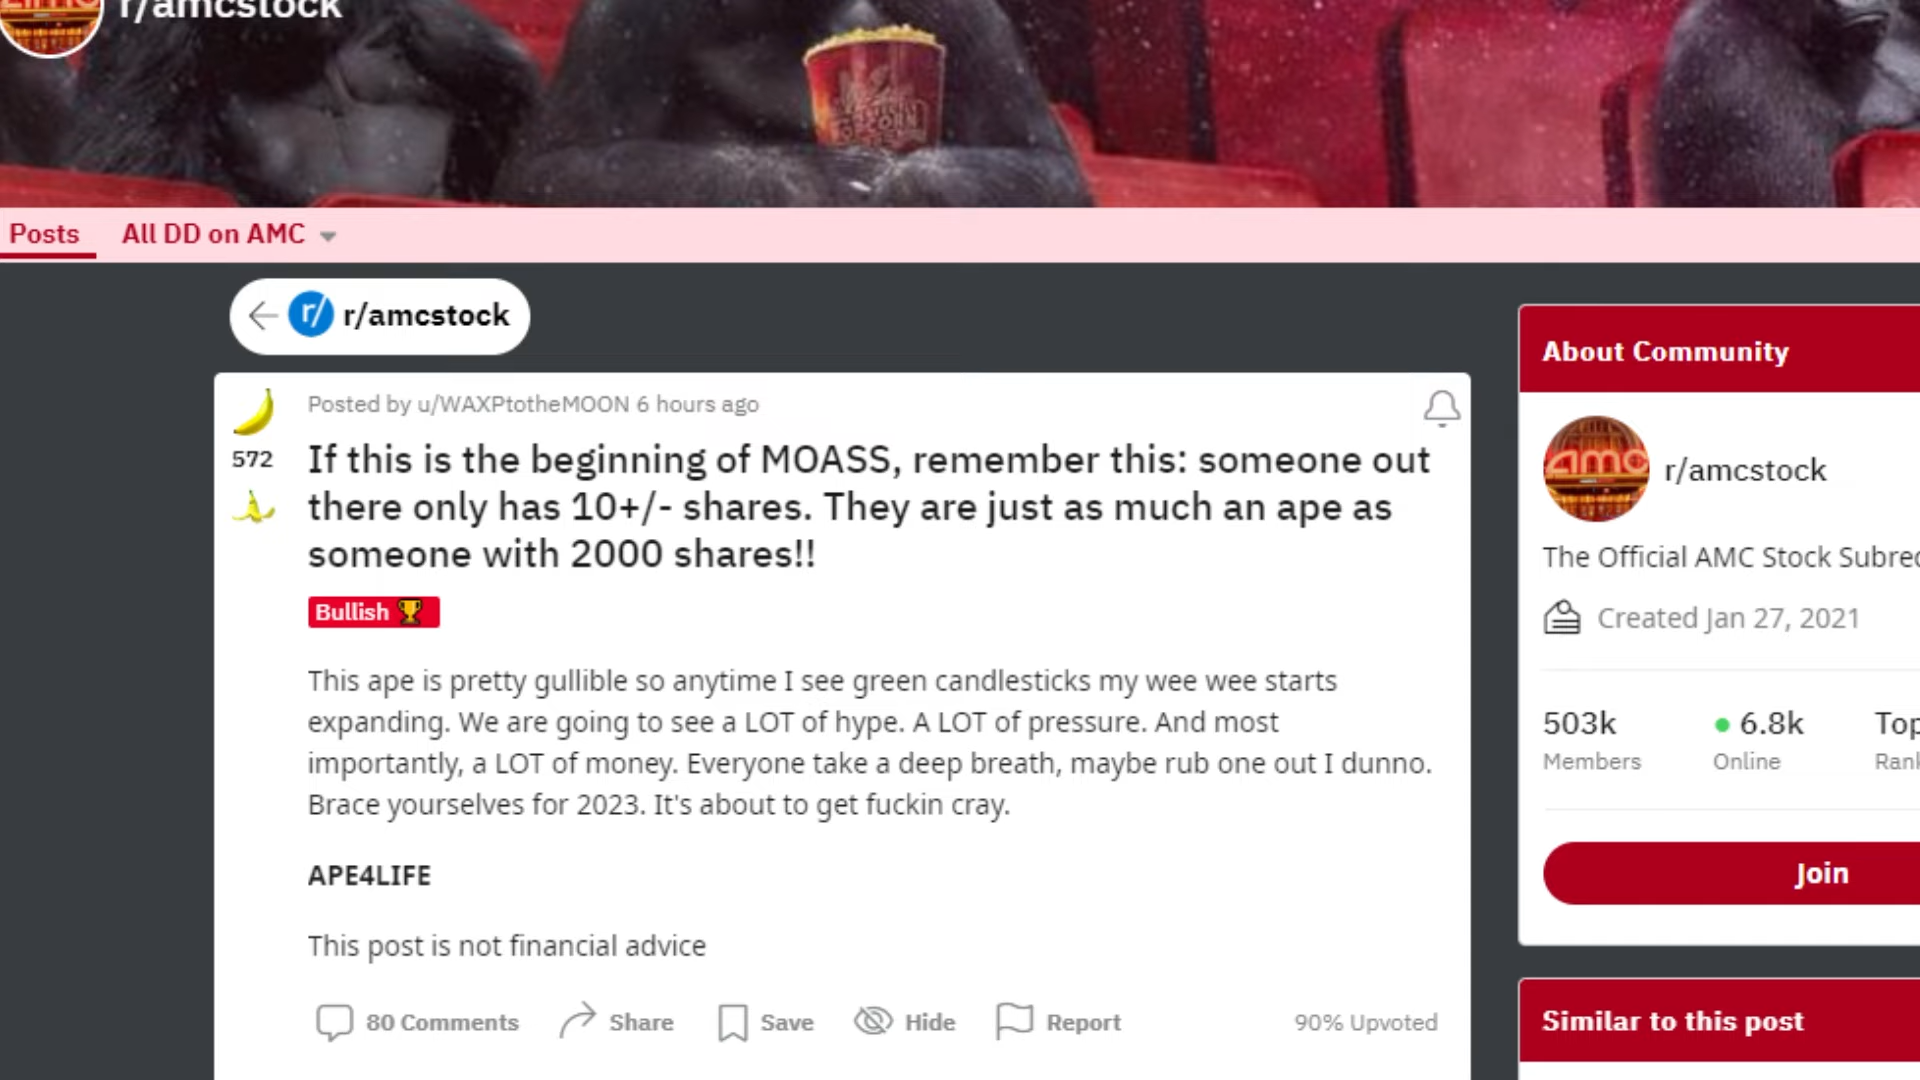 r/amcstock
Posts
All DD on AMC
r/
r/amcstock
Posted by u/WAXPtotheMOON 6 hours ago
572
If this is the beginning of MOASS, remember this: someone out
there only has 10+/- shares. They are just as much an ape as
someone with 2000 shares!!
Bullish
This ape is pretty gullible so anytime I see green candlesticks my wee wee starts
expanding. We are going to see a LOT of hype. A LOT of pressure. And most
importantly, a LOT of money. Everyone take a deep breath, maybe rub one out I dunno.
Brace yourselves for 2023. It's about to get fuckin cray.
APE4LIFE
This post is not financial advice
80 Comments
Share
Save
Hide
Report
90% Upvoted
About Community
amc
r/amcstock
The Official AMC Stock
Created Jan 27, 2021
503k
6.8k
Top
Members
Online
Join
Similar to this post